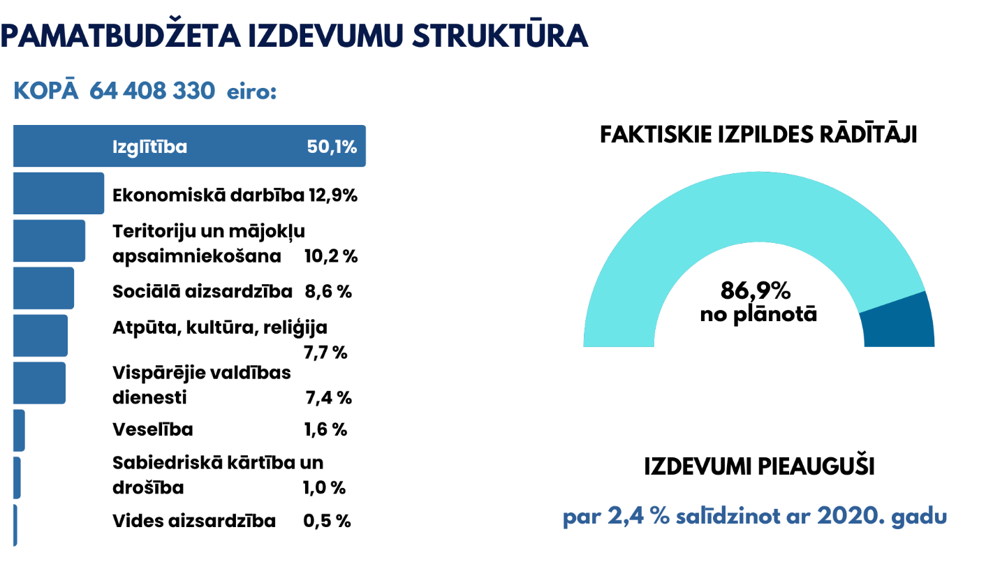 PAMATBUDŽETA IZDEVUMU STRUKTŪRA
KOPĀ 64 408 330 eiro:
Izglītība 50,1%
Ekonomiskā darbība 12,9%
Teritoriju un mājokļu
apsaimniekošana 10,2 %
Sociālā aizsardzība 8,6 %
Atpūta, kultūra, reliģija
7,7 %
Vispārējie valdības
dienesti 7,4 %
Veselība 1,6 %
Sabiedriskā kārtība un
drošība 1,0 %
Vides aizsardzība 0,5 %
FAKTISKIE IZPILDES RĀDĪTĀJI
86,9%
no plānotā
IZDEVUMI PIEAUGUŠI
par 2,4 % salīdzinot ar 2020. gadu